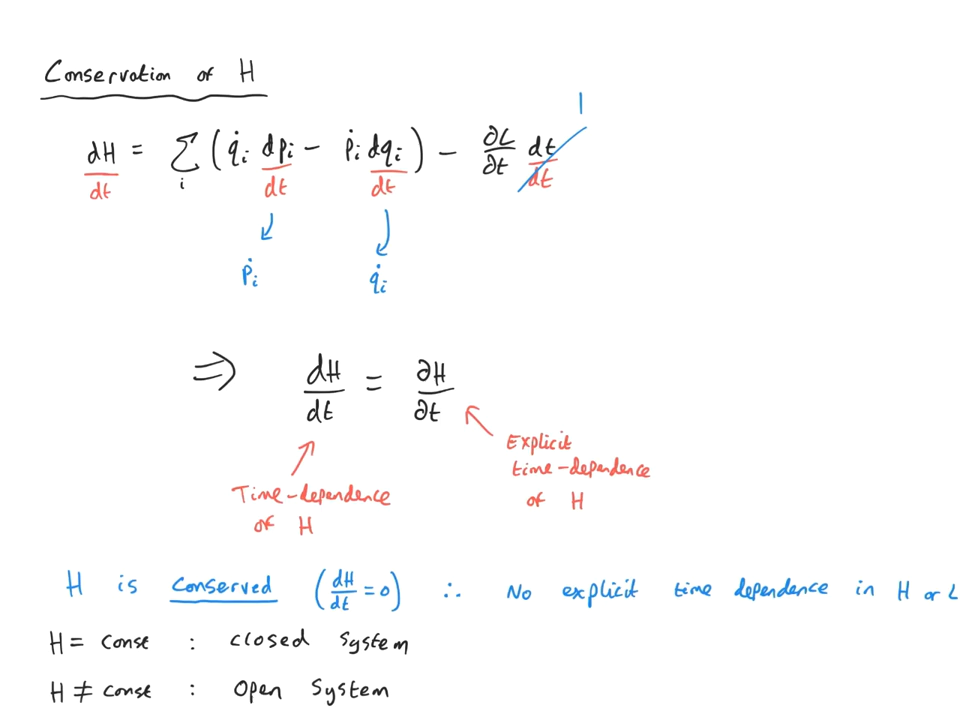 Conservation of H
dH/dt = Σ_i (q̇_i dp_i/dt − ṗ_i dq_i/dt) − ∂L/∂t dt/dt 1
ṗ_i q̇_i
⇒ dH/dt = ∂H/∂t
Explicit
time-dependence
of H
Time-dependence
of H
H is conserved (dH/dt = 0) ∴ No explicit time dependence in H or L
H = const : closed system
H ≠ const : open system